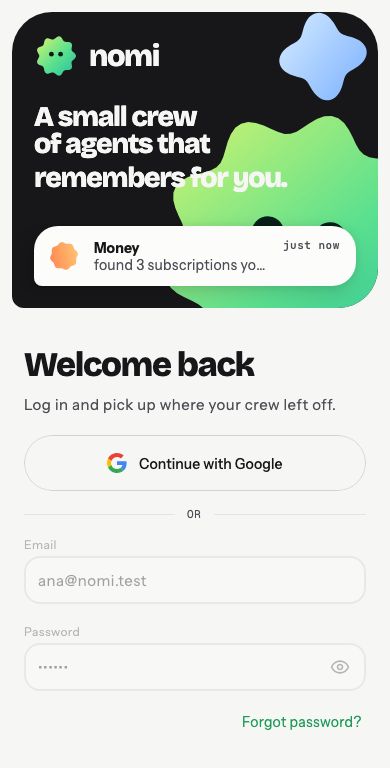 nomi
A small crew
of agents that
remembers for you.
Money
just now
found 3 subscriptions yo...
Welcome back
Log in and pick up where your crew left off.
Continue with Google
OR
Email
ana@nomi.test
Password
Forgot password?